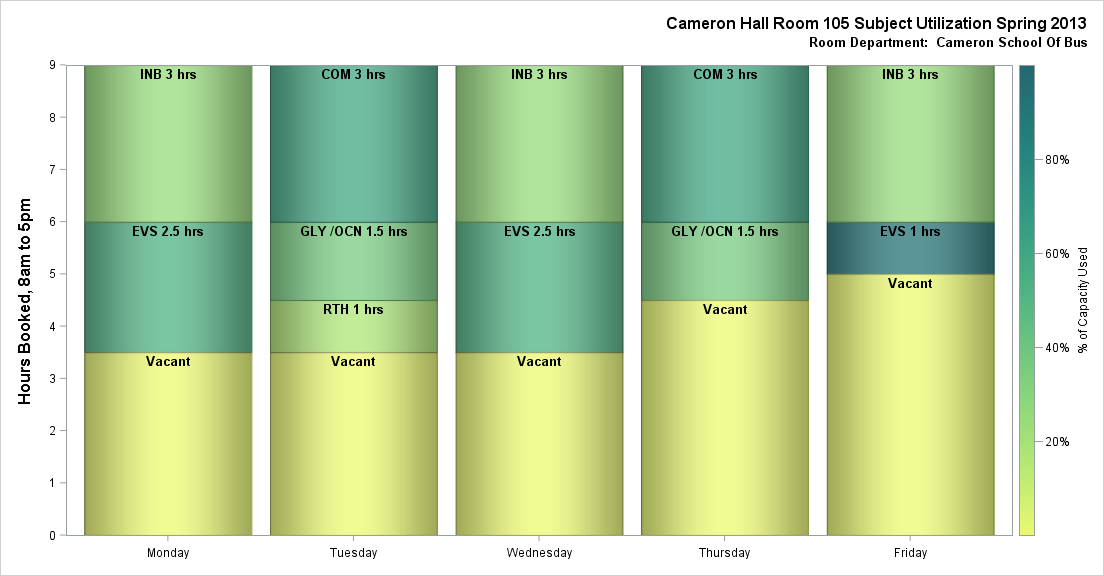 Cameron Hall Room 105 Subject Utilization Spring 2013
Room Department:  Cameron School Of Bus
Hours Booked, 8am to 5pm
9
8
7
6
5
4
3
2
1
0
INB 3 hrs
EVS 2.5 hrs
Vacant
COM 3 hrs
GLY /OCN 1.5 hrs
RTH 1 hrs
Vacant
INB 3 hrs
EVS 2.5 hrs
Vacant
COM 3 hrs
GLY /OCN 1.5 hrs
Vacant
INB 3 hrs
EVS 1 hrs
Vacant
Monday
Tuesday
Wednesday
Thursday
Friday
80%
60%
40%
20%
% of Capacity Used